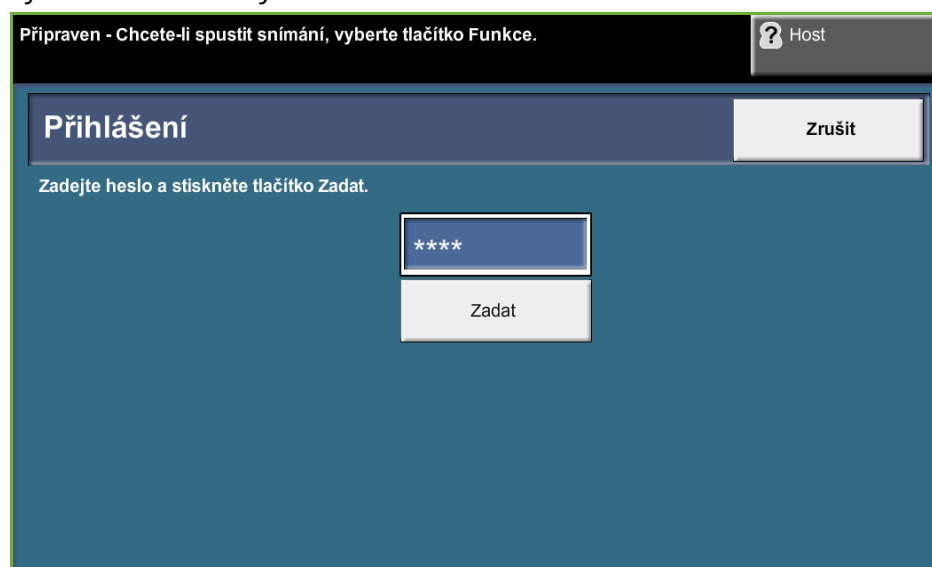 Připraven - Chcete-li spustit snímání, vyberte tlačítko Funkce.
? Host
Přihlášení
Zrušit
Zadejte heslo a stiskněte tlačítko Zadat.
****
Zadat